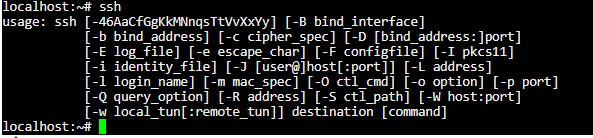 localhost:~# ssh
usage: ssh [-46AaCfGgKkMNnqsTtVvXxYy] [-B bind_interface]
           [-b bind_address] [-c cipher_spec] [-D [bind_address:]port]
           [-E log_file] [-e escape_char] [-F configfile] [-I pkcs11]
           [-i identity_file] [-J [user@]host[:port]] [-L address]
           [-l login_name] [-m mac_spec] [-O ctl_cmd] [-o option] [-p port]
           [-Q query_option] [-R address] [-S ctl_path] [-W host:port]
           [-w local_tun[:remote_tun]] destination [command]
localhost:~#